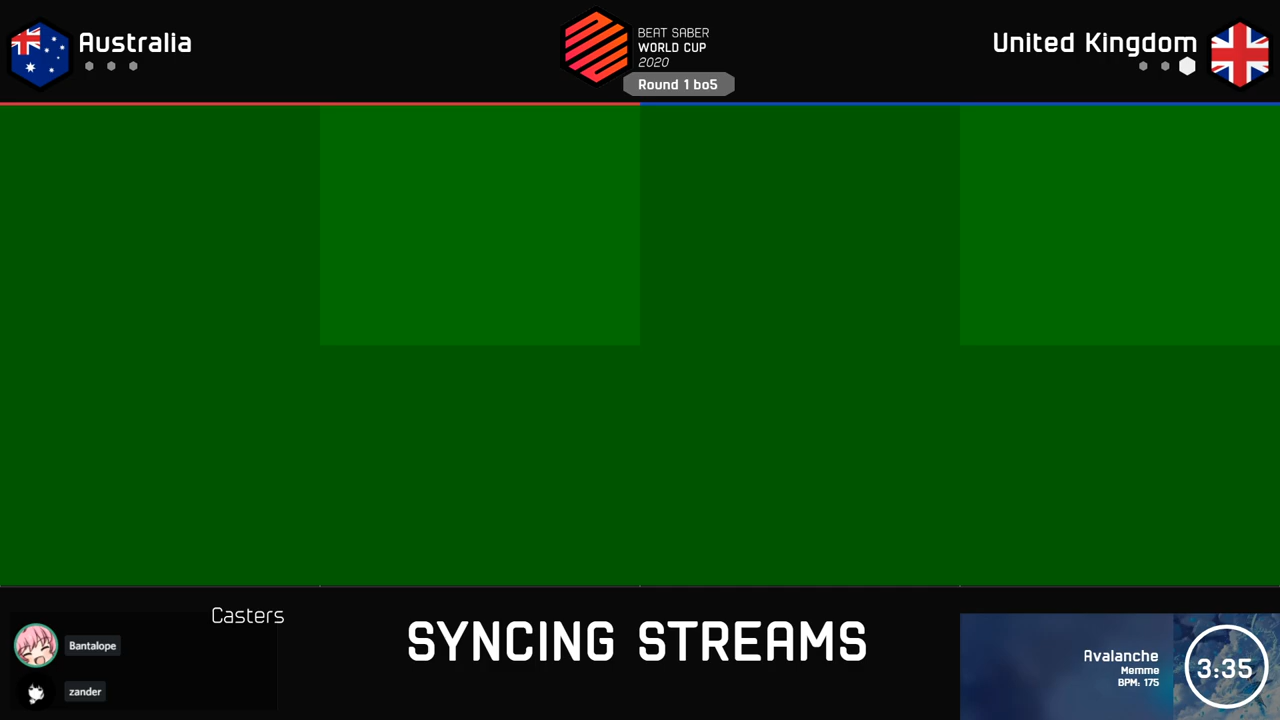 Australia
BEAT SABER
WORLD CUP
2020
Round 1 bo5
United Kingdom
Casters
Bantalope
zander
SYNCING STREAMS
Avalanche
Memme
BPM: 175
3:35